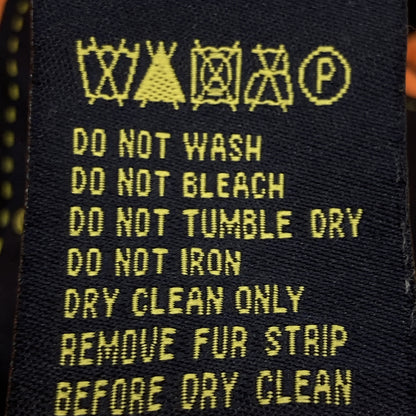 P
DO NOT WASH
DO NOT BLEACH
DO NOT TUMBLE DRY
DO NOT IRON
DRY CLEAN ONLY
REMOVE FUR STRIP
BEFORE DRY CLEAN